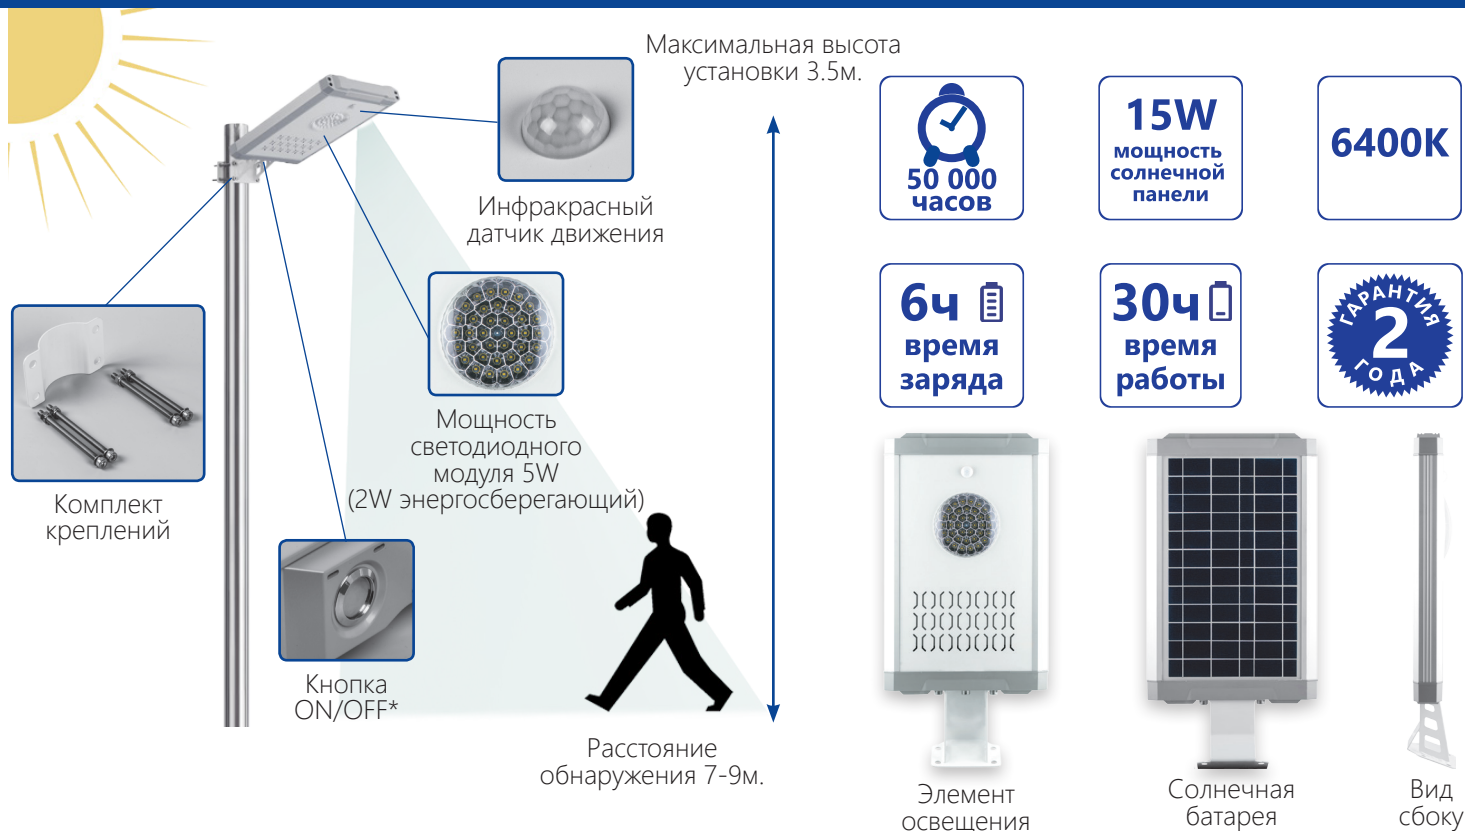 Максимальная высота
установки 3.5м.
Инфракрасный
датчик движения
Мощность
светодиодного
модуля 5W
(2W энергосберегающий)
Комплект
креплений
Кнопка
ON/OFF*
Расстояние
обнаружения 7-9м.
50 000
часов
15W
мощность
солнечной
панели
6400K
6ч
время
заряда
30ч
время
работы
ГАРАНТИЯ
2
ГОДА
Элемент
освещения
Солнечная
батарея
Вид
сбоку